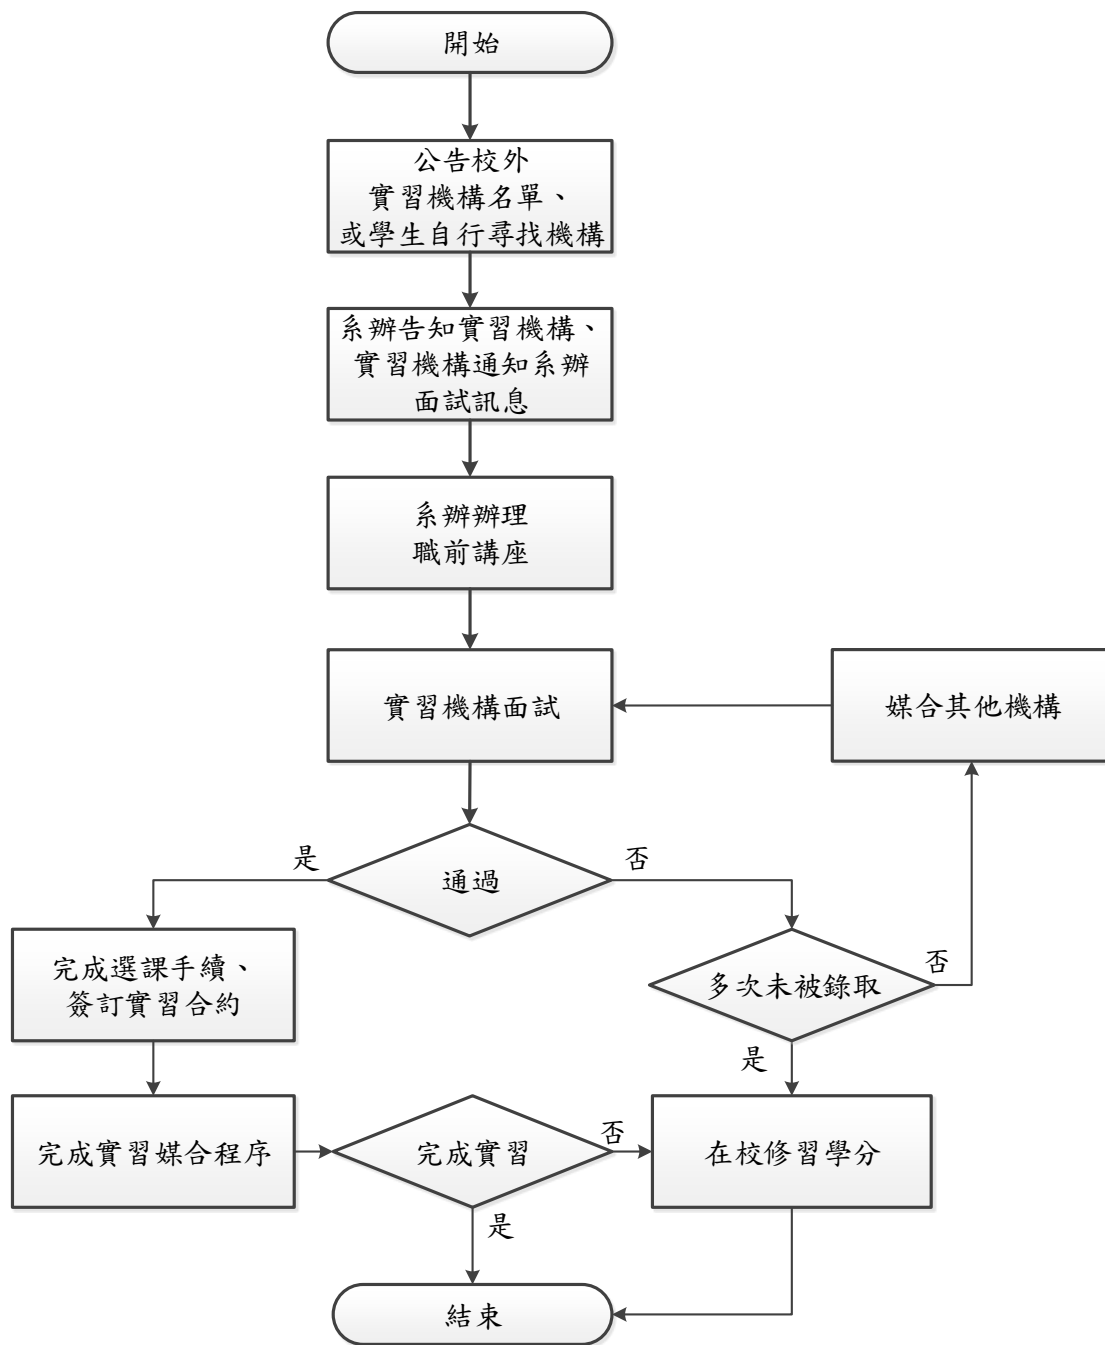 開始
公告校外
實習機構名單、
或學生自行尋找機構
系辦告知實習機構、
實習機構通知系辦
面試訊息
系辦辦理
職前講座
實習機構面試
媒合其他機構
是
通過
否
完成選課手續、
簽訂實習合約
多次未被錄取
否
是
完成實習媒合程序
完成實習
否
在校修習學分
是
結束